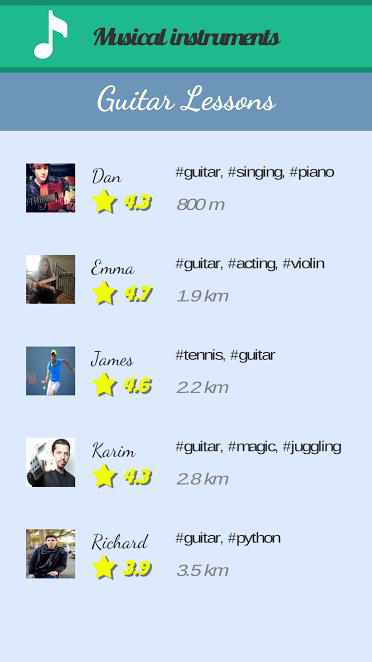 Musical instruments
Guitar Lessons
Dan
#guitar, #singing, #piano
4.3
800 m
Emma
#guitar, #acting, #violin
4.7
1.9 km
James
#tennis, #guitar
4.6
2.2 km
Karim
#guitar, #magic, #juggling
4.3
2.8 km
Richard
#guitar, #python
3.9
3.5 km